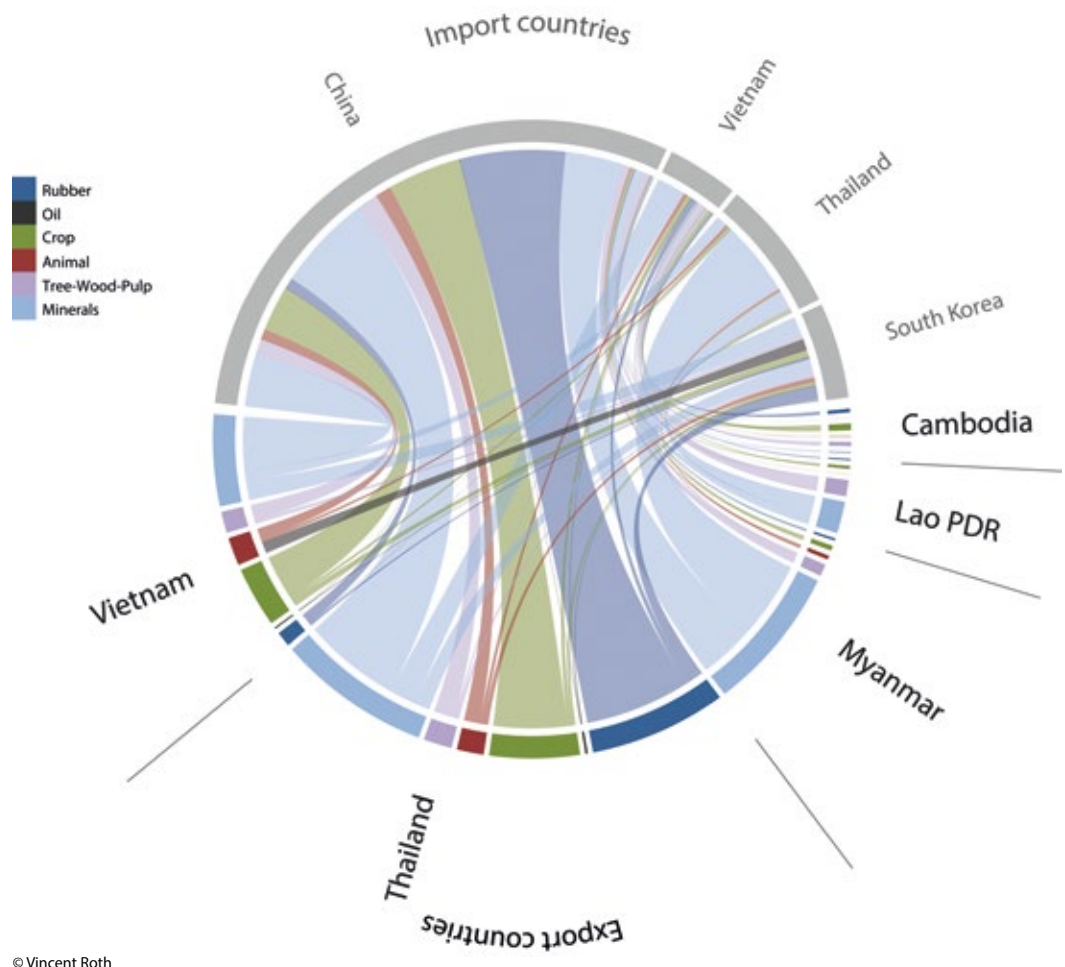 Import countries
China
Vietnam
Thailand
South Korea
Rubber
Oil
Crop
Animal
Tree-Wood-Pulp
Minerals
Cambodia
Lao PDR
Myanmar
Vietnam
Thailand
Export countries
© Vincent Roth